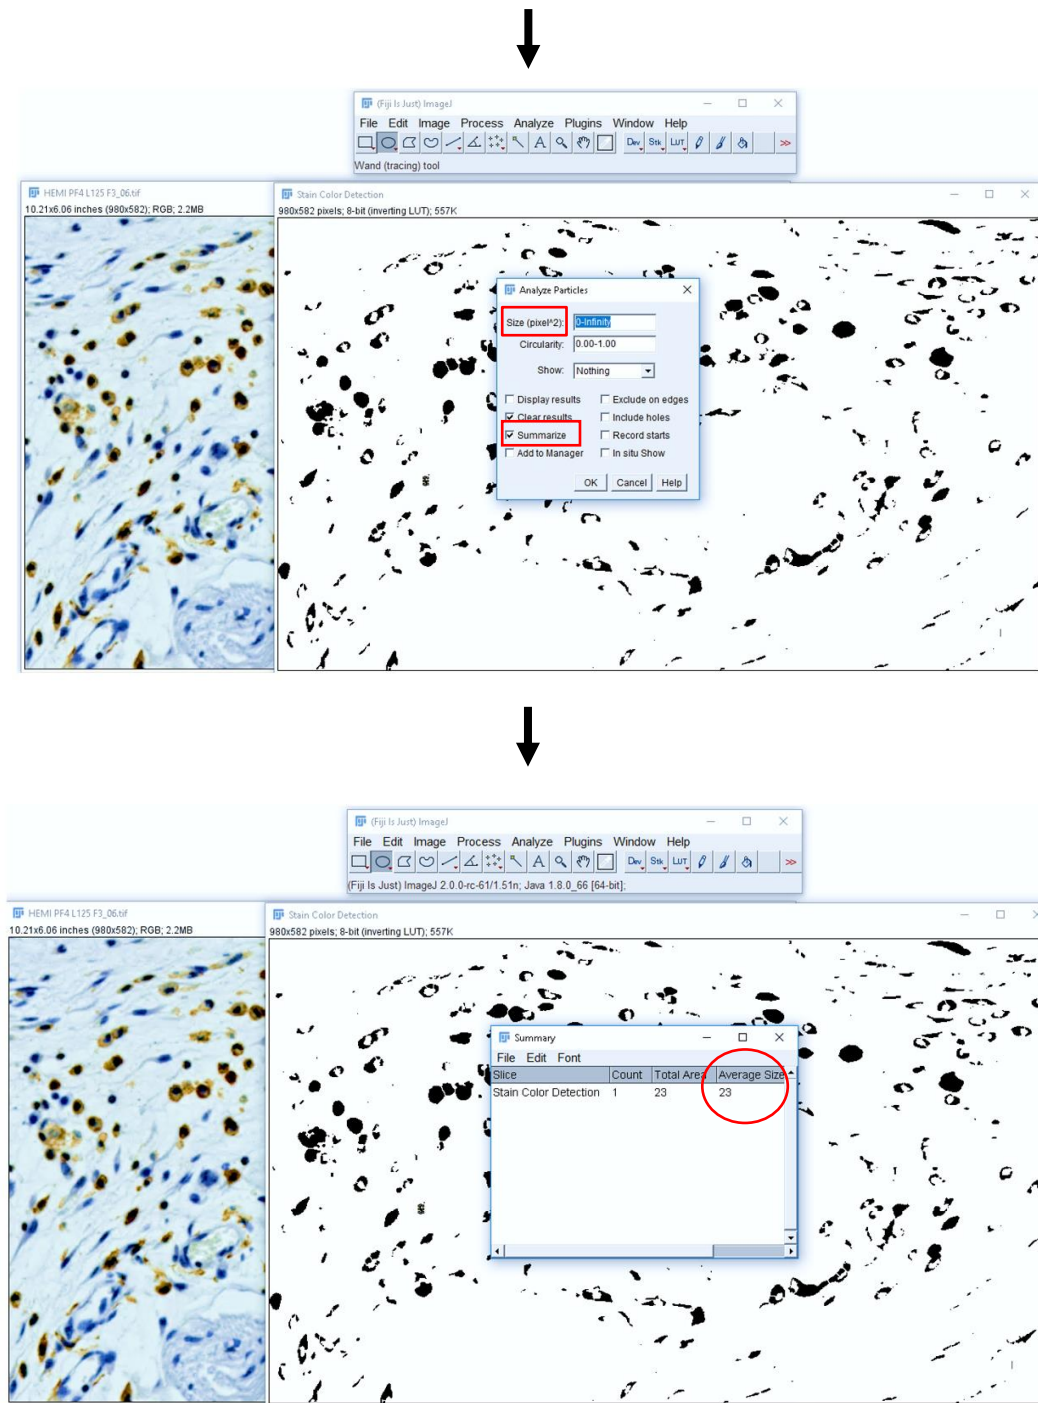 (Fiji Is Just) ImageJ
File Edit Image Process Analyze Plugins Window Help
Dev Stk LUT >>
Wand (tracing) tool
HEMI PF4 L125 F3_06.tif
10.21x6.06 inches (980x582); RGB; 2.2MB
Stain Color Detection
980x582 pixels; 8-bit (inverting LUT); 557K
Analyze Particles
Size (pixel^2): 0-Infinity
Circularity: 0.00-1.00
Show: Nothing
Display results Exclude on edges
Clear results Include holes
Summarize Record starts
Add to Manager In situ Show
OK Cancel Help
(Fiji Is Just) ImageJ
File Edit Image Process Analyze Plugins Window Help
Dev Stk LUT >>
(Fiji Is Just) ImageJ 2.0.0-rc-61/1.51n; Java 1.8.0_66 [64-bit];
HEMI PF4 L125 F3_06.tif
10.21x6.06 inches (980x582); RGB; 2.2MB
Stain Color Detection
980x582 pixels; 8-bit (inverting LUT); 557K
Summary
File Edit Font
Slice Count Total Area Average Size
Stain Color Detection 1 23 23